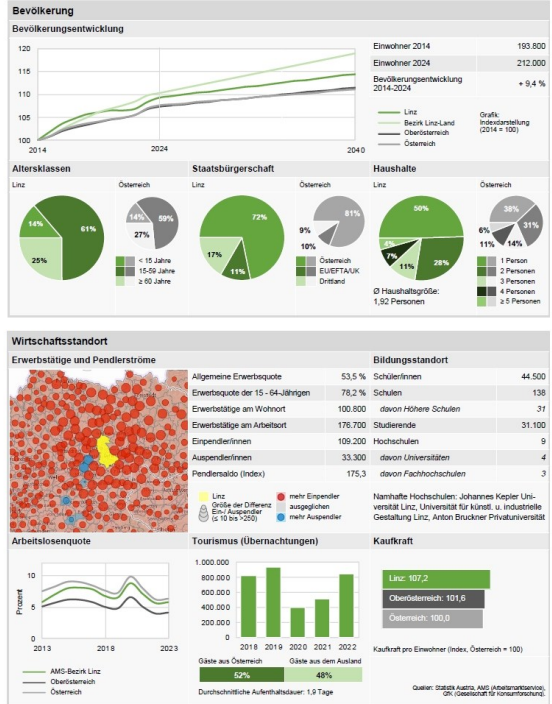 Bevölkerung
Bevölkerungsentwicklung
120
115
110
105
100
2014
2024
2040
Einwohner 2014 193.800
Einwohner 2024 212.000
Bevölkerungsentwicklung
2014-2024 + 9,4 %
Linz
Bezirk Linz-Land
Oberösterreich
Österreich
Grafik:
Indexdarstellung
(2014 = 100)
Altersklassen
Linz
Österreich
14%
61%
25%
14%
59%
27%
< 15 Jahre
15-59 Jahre
≥ 60 Jahre
Staatsbürgerschaft
Linz
Österreich
72%
17%
11%
81%
9%
10%
Österreich
EU/EFTA/UK
Drittland
Haushalte
Linz
Österreich
50%
4%
7%
11%
28%
38%
6%
31%
11%
14%
1 Person
2 Personen
3 Personen
4 Personen
≥ 5 Personen
Ø Haushaltsgröße:
1,92 Personen
Wirtschaftsstandort
Erwerbstätige und Pendlerströme
Allgemeine Erwerbsquote 53,5 %
Erwerbsquote der 15 - 64-Jährigen 78,2 %
Erwerbstätige am Wohnort 100.800
Erwerbstätige am Arbeitsort 176.700
Einpendler/innen 109.200
Auspendler/innen 33.300
Pendlersaldo (Index) 175,3
Linz
Größe der Differenz
Ein-/ Auspendler
(≤ 10 bis >250)
mehr Einpendler
ausgeglichen
mehr Auspendler
Bildungsstandort
Schüler/innen 44.500
Schulen 138
davon Höhere Schulen 31
Studierende 31.100
Hochschulen 9
davon Universitäten 4
davon Fachhochschulen 3
Namhafte Hochschulen: Johannes Kepler Uni-
versität Linz, Universität für künstl. u. industrielle
Gestaltung Linz, Anton Bruckner Privatuniversität
Arbeitslosenquote
Prozent
10
5
0
2013
2018
2023
AMS-Bezirk Linz
Oberösterreich
Österreich
Tourismus (Übernachtungen)
1.000.000
800.000
600.000
400.000
200.000
0
2018 2019 2020 2021 2022
Gäste aus Österreich Gäste aus dem Ausland
52% 48%
Durchschnittliche Aufenthaltsdauer: 1,9 Tage
Kaufkraft
Linz: 107,2
Oberösterreich: 101,6
Österreich: 100,0
Kaufkraft pro Einwohner (Index, Österreich = 100)
Quellen: Statistik Austria, AMS (Arbeitsmarktservice),
GfK (Gesellschaft für Konsumforschung).